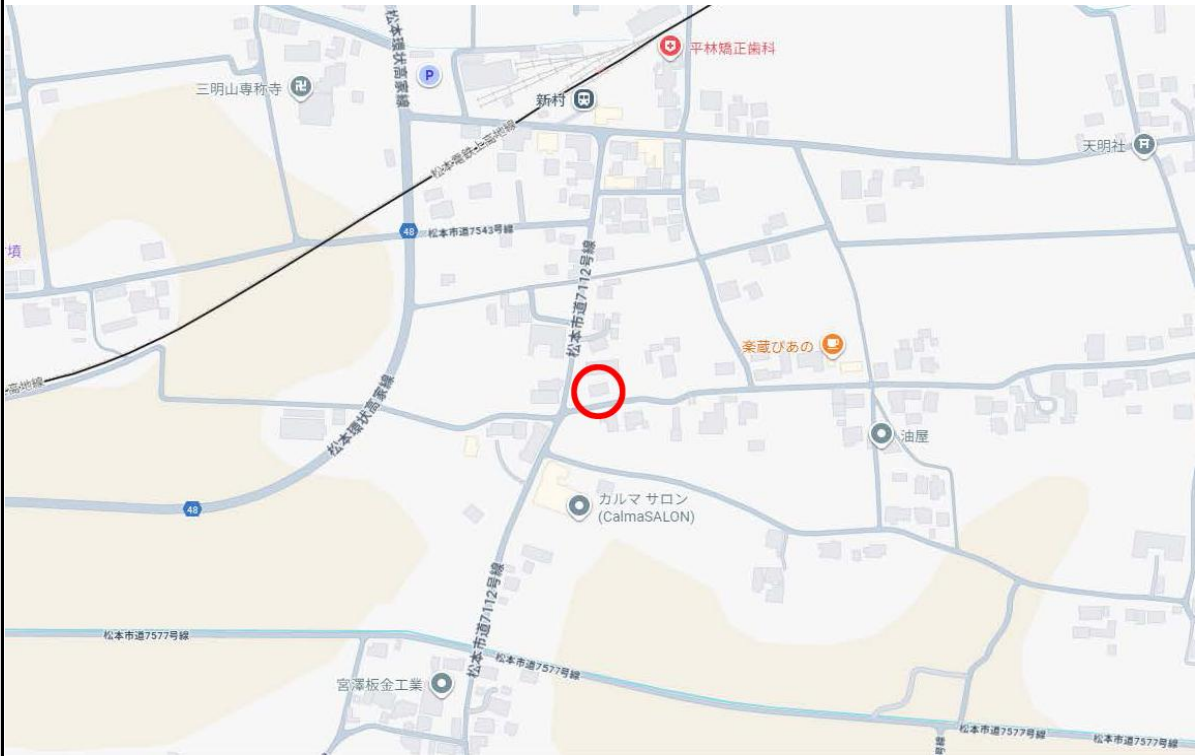 松本環状高家線
P
平林矯正歯科
三明山専称寺
新村
天明社
松本電鉄上高地線
48
松本市道7543号線
墳
松本市道7112号線
楽蔵ぴあの
高地線
松本環状高家線
油屋
48
カルマ サロン
(CalmaSALON)
松本市道7112号線
松本市道7577号線
松本市道7577号線
宮澤板金工業
松本市道7577号線
松本市道7577号線
号線